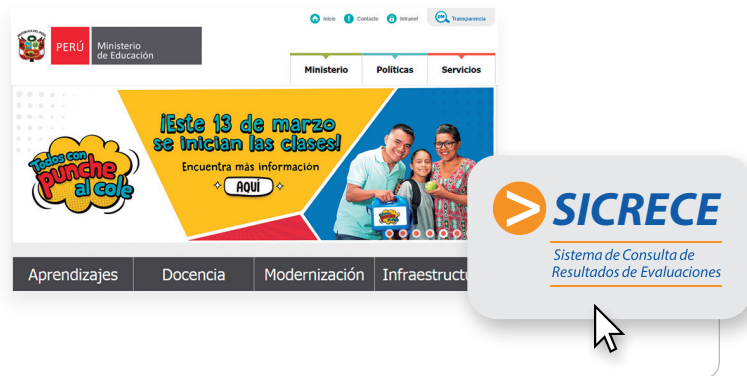 Inicio Contacto Intranet Transparencia
PERÚ Ministerio
de Educación
Ministerio Políticas Servicios
Todos con
punche
al cole
¡Este 13 de marzo
se inician las clases!
Encuentra más información
AQUÍ
SICRECE
Sistema de Consulta de
Resultados de Evaluaciones
Aprendizajes Docencia Modernización Infraestructu